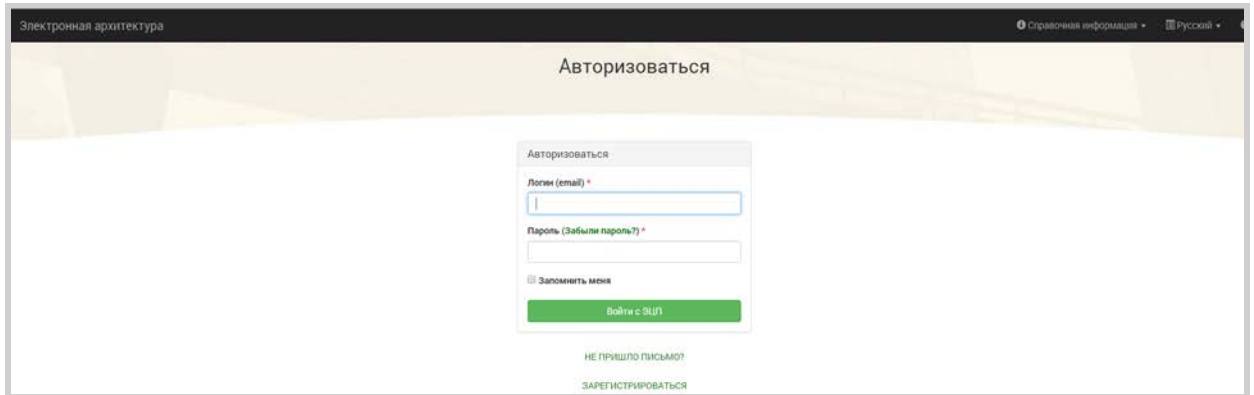 Электронная архитектура
Справочная информация
Русский
Авторизоваться
Авторизоваться
Логин (email) *
Пароль (Забыли пароль?) *
Запомнить меня
Войти с ЭЦП
НЕ ПРИШЛО ПИСЬМО?
ЗАРЕГИСТРИРОВАТЬСЯ